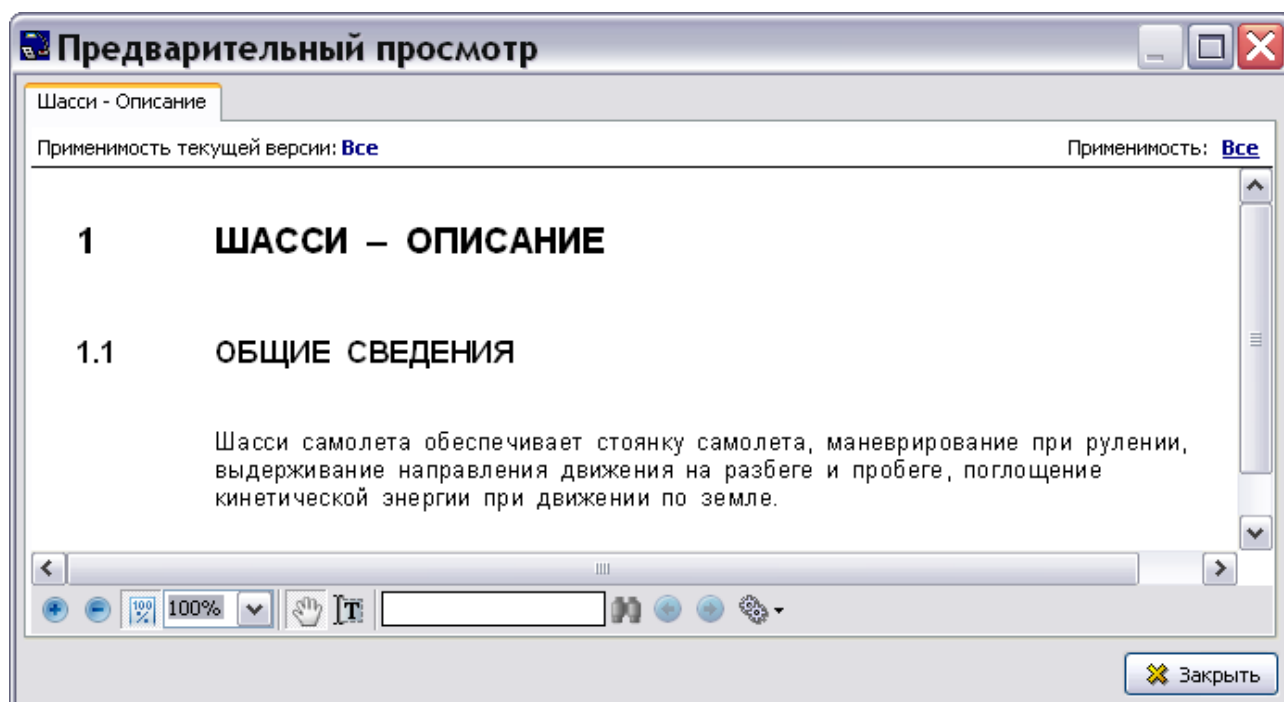 Предварительный просмотр
Шасси - Описание
Применимость текущей версии: Все Применимость: Все
1 ШАССИ – ОПИСАНИЕ
1.1 ОБЩИЕ СВЕДЕНИЯ
Шасси самолета обеспечивает стоянку самолета, маневрирование при рулении,
выдерживание направления движения на разбеге и пробеге, поглощение
кинетической энергии при движении по земле.
100% 100% T
Закрыть